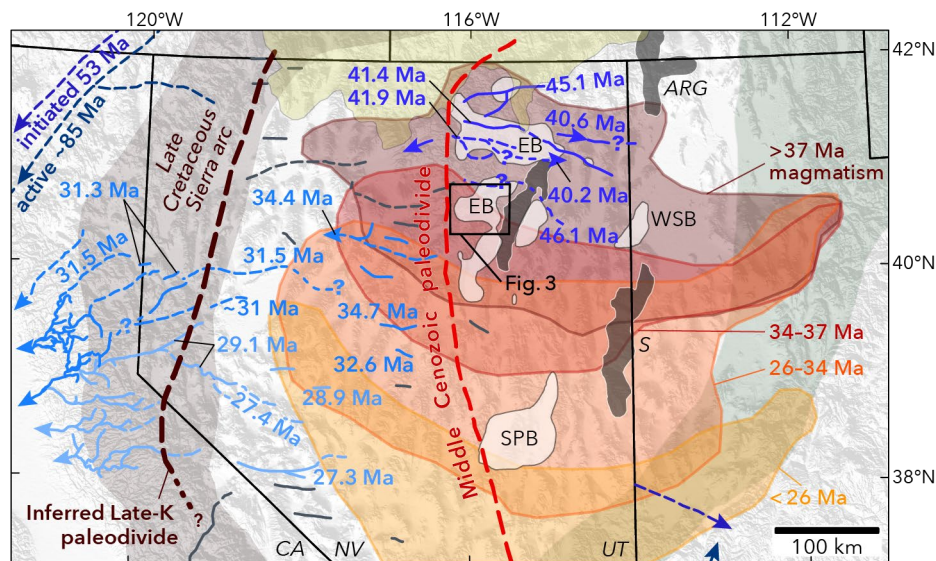 120°W
116°W
112°W
42°N
initiated 53 Ma
active ~85 Ma
Late
Cretaceous
Sierra arc
41.4 Ma
41.9 Ma
45.1 Ma
ARG
40.6 Ma
?
EB
?
>37 Ma
magmatism
31.3 Ma
34.4 Ma
?
40.2 Ma
EB
WSB
46.1 Ma
31.5 Ma
31.5 Ma
40°N
?
Fig. 3
~31 Ma
?
34.7 Ma
Middle Cenozoic paleodivide
29.1 Ma
S
34–37 Ma
32.6 Ma
26–34 Ma
27.4 Ma
28.9 Ma
SPB
27.3 Ma
38°N
<26 Ma
Inferred Late-K
paleodivide
?
CA
NV
UT
100 km